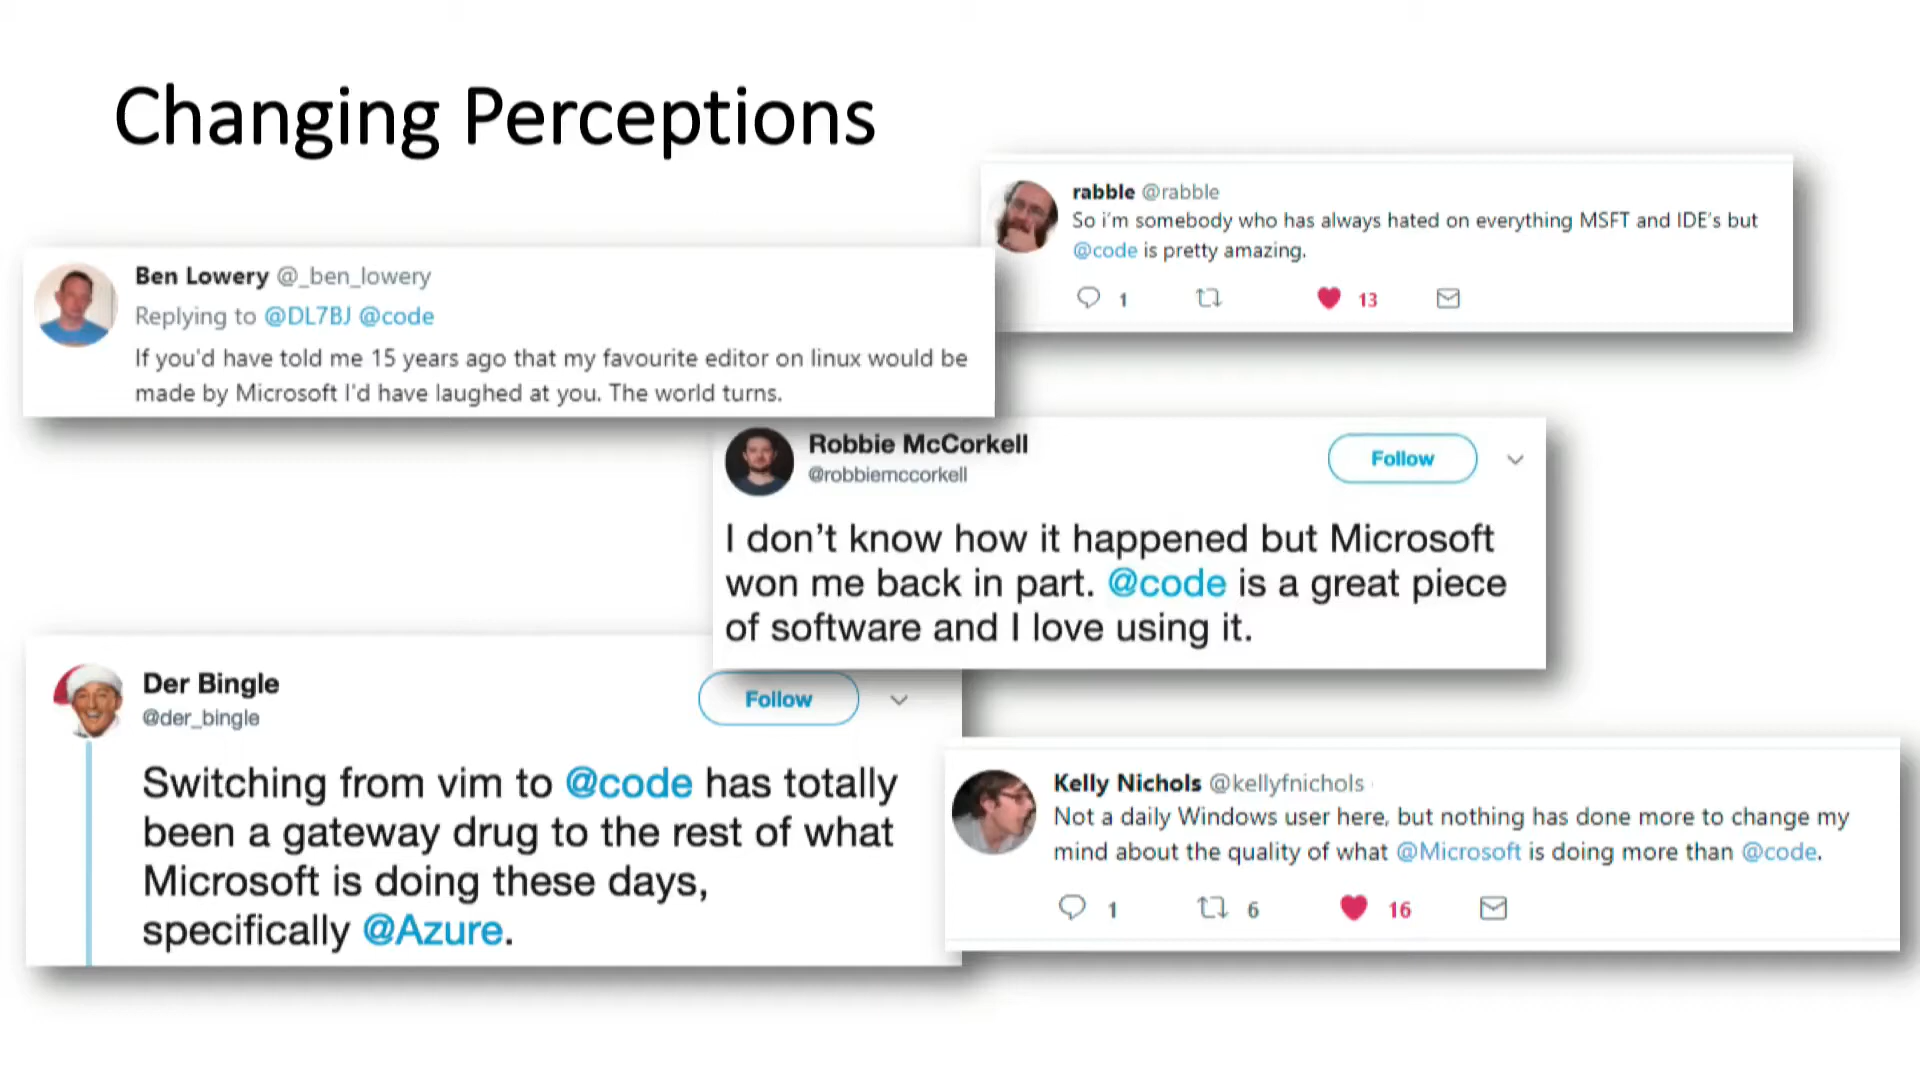 Changing Perceptions
rabble @rabble
So i'm somebody who has always hated on everything MSFT and IDE's but
@code is pretty amazing.
1 13
Ben Lowery @_ben_lowery
Replying to @DL7BJ @code
If you'd have told me 15 years ago that my favourite editor on linux would be
made by Microsoft I'd have laughed at you. The world turns.
Robbie McCorkell
@robbiemccorkell
Follow
I don't know how it happened but Microsoft
won me back in part. @code is a great piece
of software and I love using it.
Der Bingle
@der_bingle
Follow
Switching from vim to @code has totally
been a gateway drug to the rest of what
Microsoft is doing these days,
specifically @Azure.
Kelly Nichols @kellyfnichols
Not a daily Windows user here, but nothing has done more to change my
mind about the quality of what @Microsoft is doing more than @code.
1 6 16